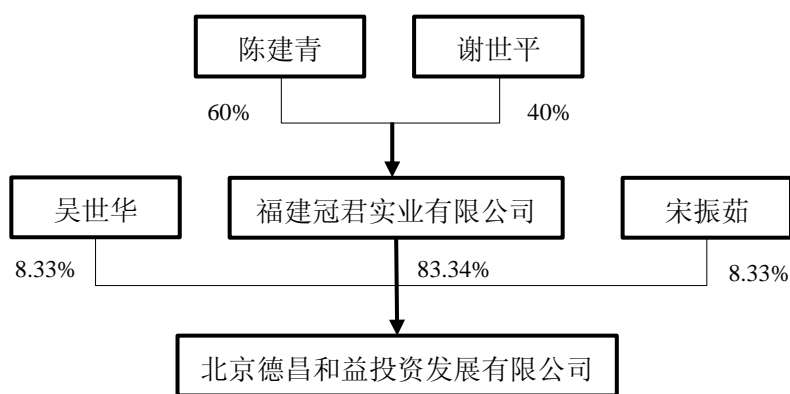 陈建青
谢世平
60%
40%
吴世华
福建冠君实业有限公司
宋振茹
8.33%
83.34%
8.33%
北京德昌和益投资发展有限公司